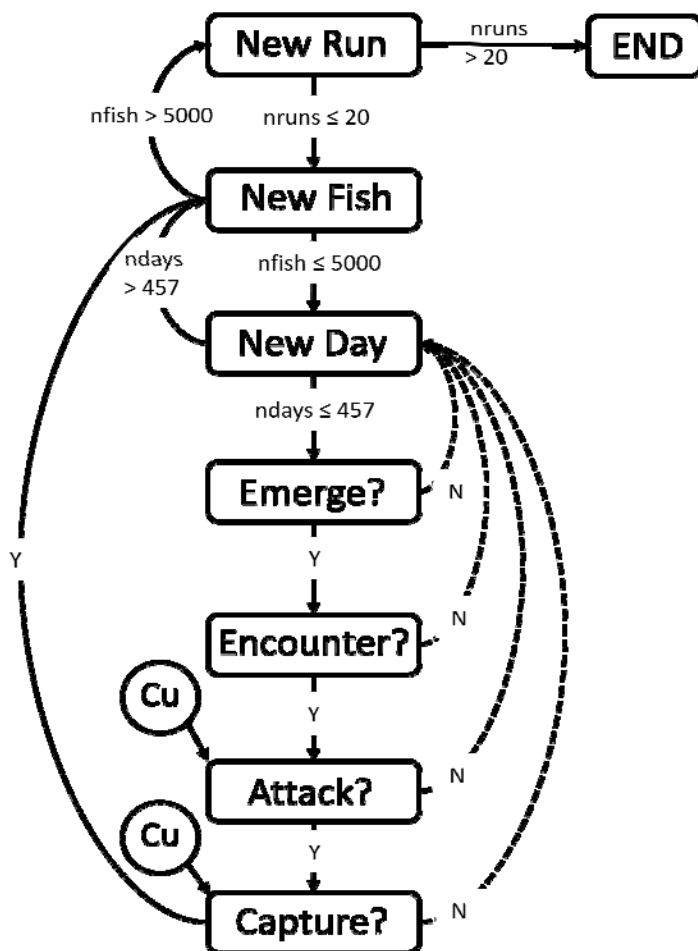 New Run
nruns
> 20
END
nfish > 5000
nruns ≤ 20
New Fish
ndays
> 457
nfish ≤ 5000
New Day
ndays ≤ 457
Emerge?
N
Y
Y
Encounter?
N
Cu
Y
Attack?
N
Cu
Y
Capture?
N